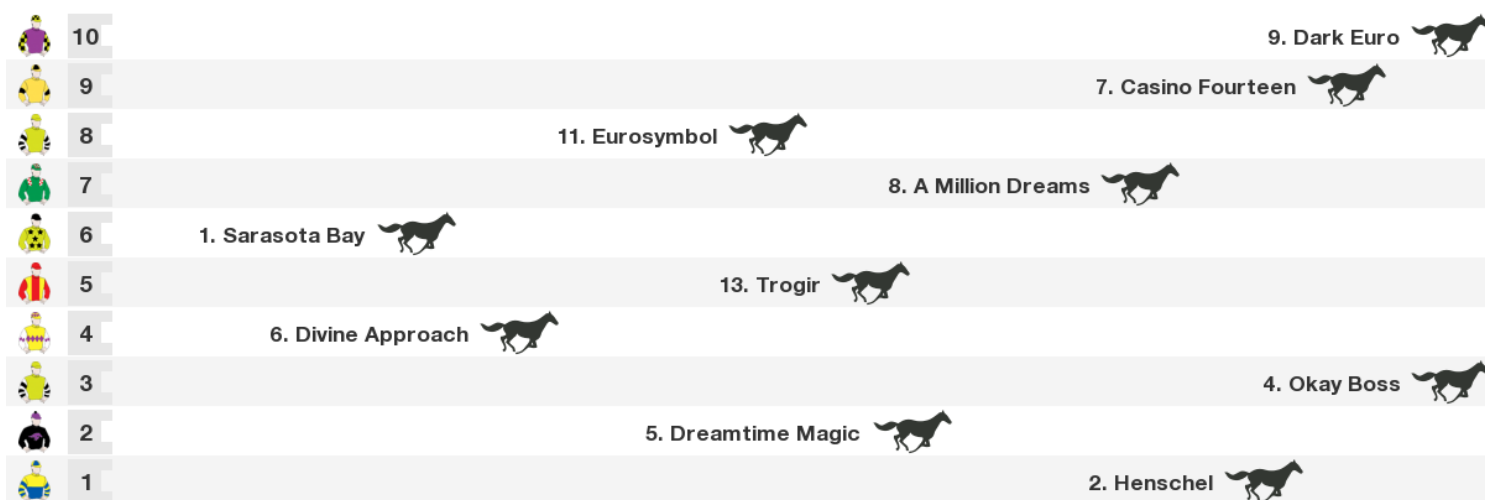 10 9. Dark Euro
9 7. Casino Fourteen
8 11. Eurosymbol
7 8. A Million Dreams
6 1. Sarasota Bay
5 13. Trogir
4 6. Divine Approach
3 4. Okay Boss
2 5. Dreamtime Magic
1 2. Henschel